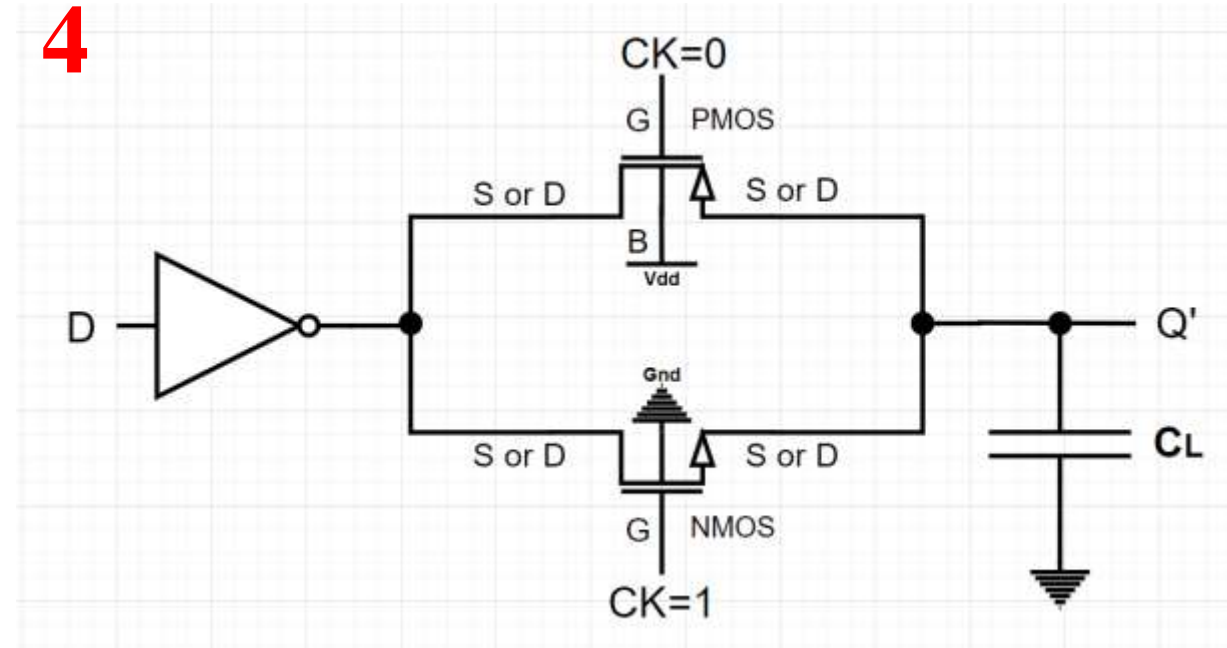 4
CK=0
G PMOS
S or D S or D
B
Vdd
D Q'
Gnd
S or D S or D
CL
G NMOS
CK=1